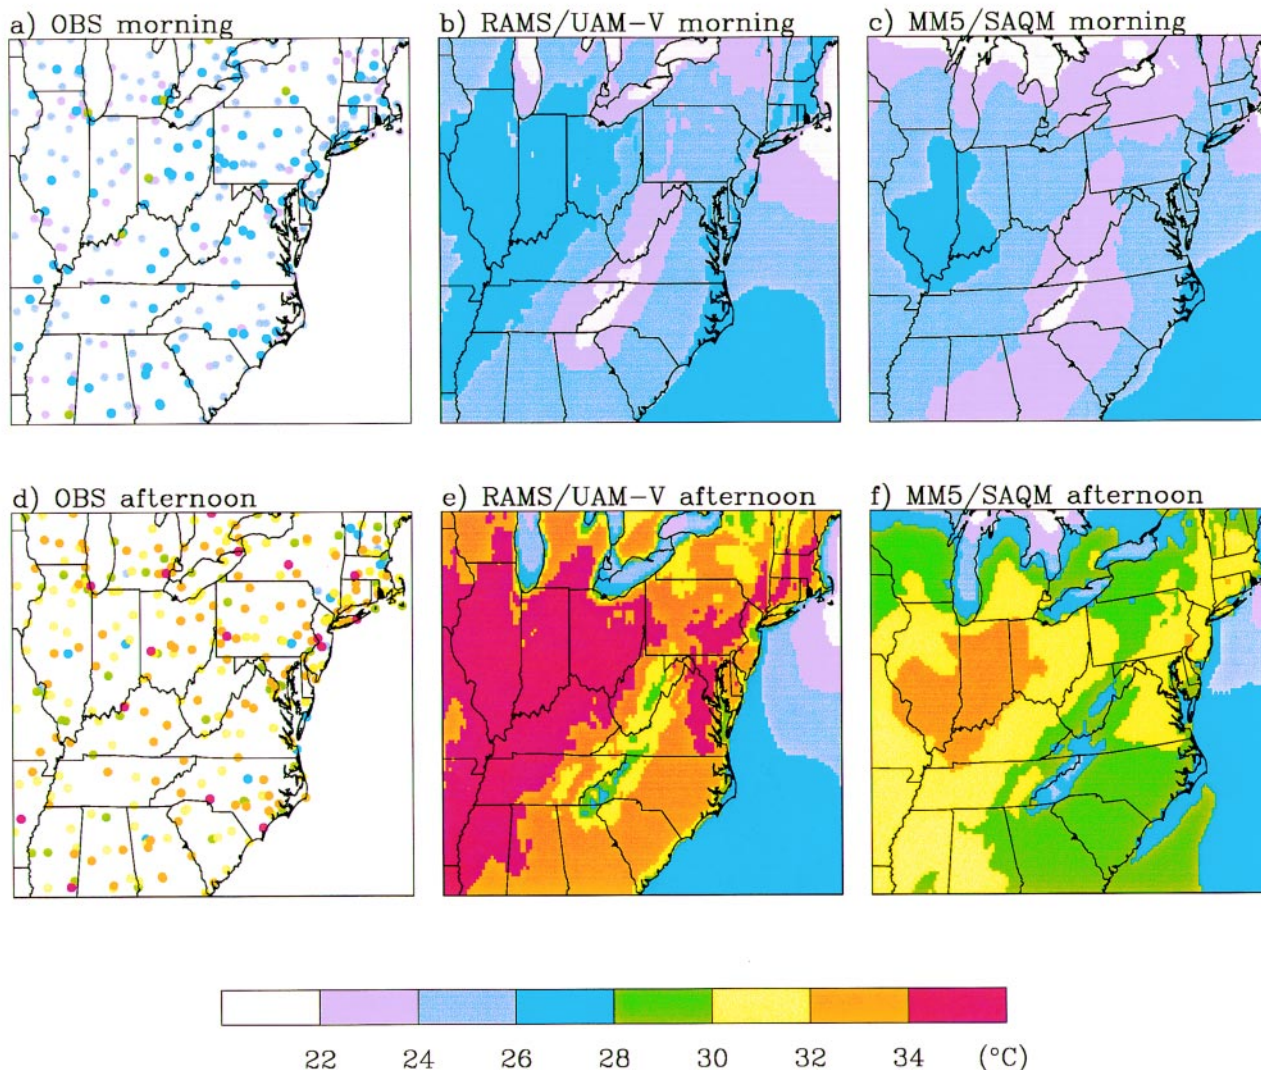 a) OBS morning
b) RAMS/UAM-V morning
c) MM5/SAQM morning
d) OBS afternoon
e) RAMS/UAM-V afternoon
f) MM5/SAQM afternoon
22 24 26 28 30 32 34 (°C)